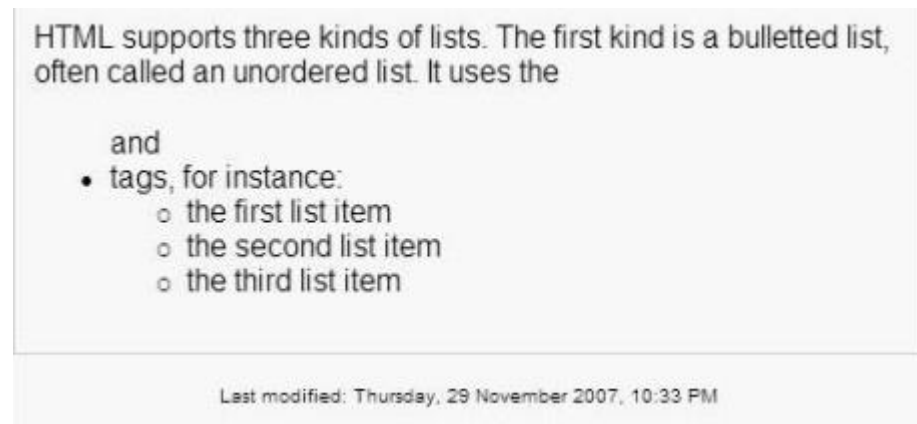 HTML supports three kinds of lists. The first kind is a bulletted list,
often called an unordered list. It uses the
and
• tags, for instance:
o the first list item
o the second list item
o the third list item
Last modified: Thursday, 29 November 2007, 10:33 PM